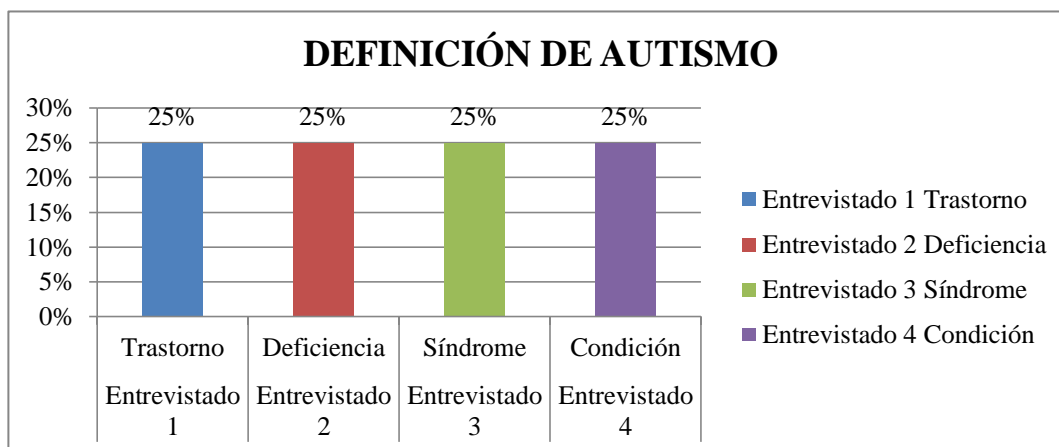 DEFINICIÓN DE AUTISMO
30%
25%
20%
15%
10%
5%
0%
25% 25% 25% 25%
Trastorno Deficiencia Síndrome Condición
Entrevistado Entrevistado Entrevistado Entrevistado
1 2 3 4
Entrevistado 1 Trastorno
Entrevistado 2 Deficiencia
Entrevistado 3 Síndrome
Entrevistado 4 Condición